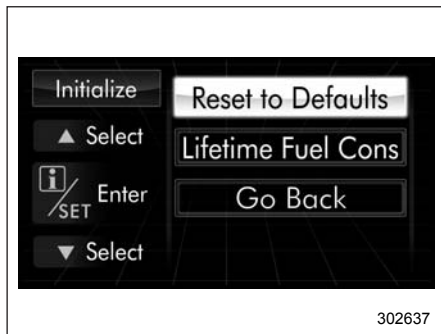 Initialize
Reset to Defaults
▲ Select
Lifetime Fuel Cons
i/SET Enter
Go Back
▼ Select
302637